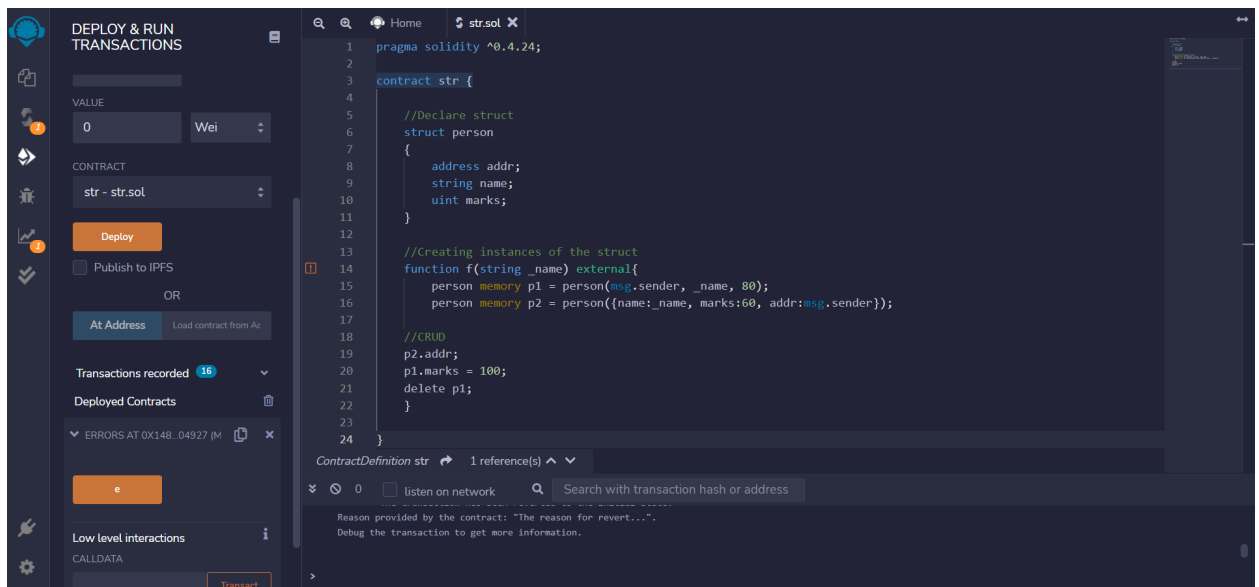 DEPLOY & RUN
TRANSACTIONS
VALUE
0
Wei
CONTRACT
str - str.sol
Deploy
Publish to IPFS
OR
At Address
Load contract from Ac
Transactions recorded 16
Deployed Contracts
ERRORS AT 0X148...04927 (M
e
Low level interactions
i
CALLDATA
Transact
1
1
Home
str.sol
1 pragma solidity ^0.4.24;
2
3 contract str {
4
5 //Declare struct
6 struct person
7 {
8 address addr;
9 string name;
10 uint marks;
11 }
12
13 //Creating instances of the struct
14 function f(string _name) external{
15 person memory p1 = person(msg.sender, _name, 80);
16 person memory p2 = person({name:_name, marks:60, addr:msg.sender});
17
18 //CRUD
19 p2.addr;
20 p1.marks = 100;
21 delete p1;
22 }
23
24 }
ContractDefinition str 1 reference(s)
0
listen on network
Search with transaction hash or address
Reason provided by the contract: "The reason for revert...".
Debug the transaction to get more information.
>